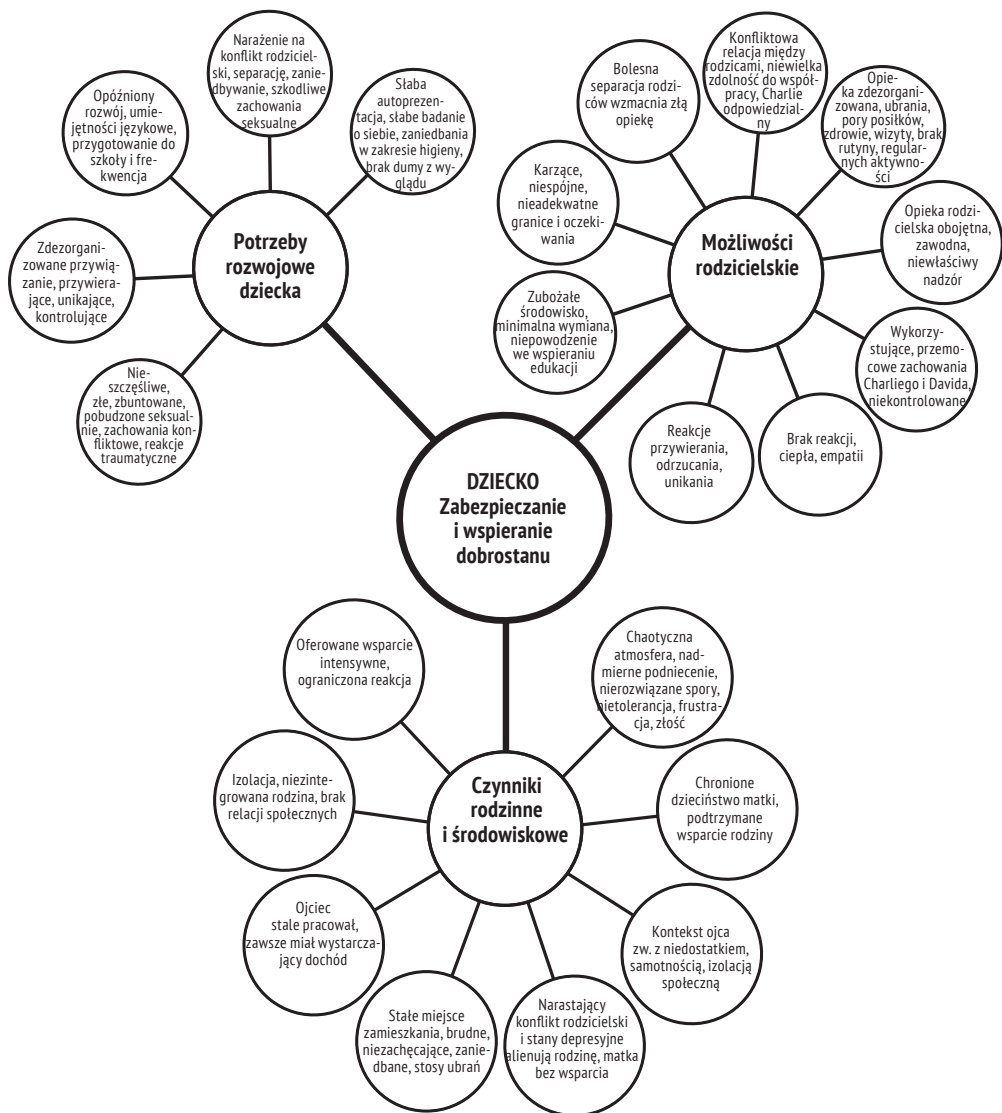 Narażenie na
konflikt rodziciel-
ski, separację, zanie-
dbywanie, szkodliwe
zachowania
seksualne
Opóźniony
rozwój, umie-
jętności językowe,
przygotowanie do
szkoły i fre-
kwencja
Słaba
autoprezen-
tacja, słabe badanie
o siebie, zaniedbania
w zakresie higieny,
brak dumy z wy-
glądu
Zdezorgani-
zowane przywią-
zanie, przywiera-
jące, unikające,
kontrolujące
Nie-
szczęśliwe,
złe, zbuntowane,
pobudzone seksual-
nie, zachowania kon-
fliktowe, reakcje
traumatyczne
Potrzeby
rozwojowe
dziecka
Bolesna
separacja rodzi-
ców wzmacnia złą
opiekę
Konfliktowa
relacja między
rodzicami, niewielka
zdolność do współ-
pracy, Charlie
odpowiedzial-
ny
Opie-
ka zdezorgani-
zowana, ubrania,
pory posiłków,
zdrowie, wizyty, brak
rutyny, regular-
nych aktywno-
ści
Karzące,
niespójne,
nieadekwatne
granice i oczeki-
wania
Możliwości
rodzicielskie
Opieka rodzi-
cielska obojętna,
zawodna,
niewłaściwy
nadzór
Zubożałe
środowisko,
minimalna wymiana,
niepowodzenie
we wspieraniu
edukacji
Wykorzy-
stujące, przemo-
cowe zachowania
Charliego i Davida,
niekontrolowane
Reakcje
przywierania,
odrzucania,
unikania
Brak reakcji,
ciepła, empatii
DZIECKO
Zabezpieczanie
i wspieranie
dobrostanu
Oferowane wsparcie
intensywne,
ograniczona reakcja
Chaotyczna
atmosfera, nad-
mierne podniecenie,
nierozwiązane spory,
nietolerancja, frustra-
cja, złość
Izolacja, niezinte-
growana rodzina, brak
relacji społecznych
Czynniki
rodzinne
i środowiskowe
Chronione
dzieciństwo matki,
podtrzymane
wsparcie rodziny
Ojciec
stale pracował,
zawsze miał wystarcza-
jący dochód
Kontekst ojca
zw. z niedostatkiem,
samotnością, izolacją
społeczną
Stałe miejsce
zamieszkania, brudne,
niezachęcające, zanie-
dbane, stosy ubrań
Narastający
konflikt rodzicielski
i stany depresyjne
alienują rodzinę, matka
bez wsparcia